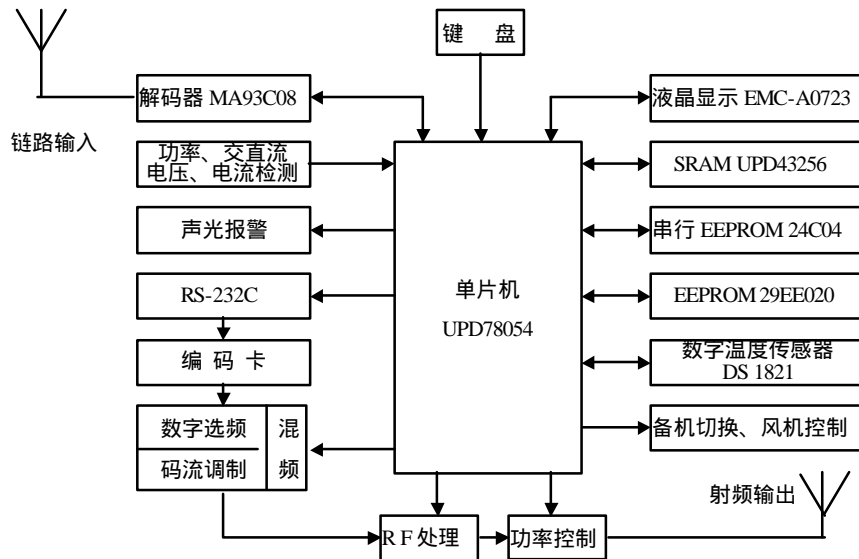 键 盘
解码器 MA93C08
液晶显示 EMC-A0723
链路输入
功率、交直流
电压、电流检测
SRAM UPD43256
声光报警
串行 EEPROM 24C04
RS-232C
单片机
UPD78054
EEPROM 29EE020
编 码 卡
数字温度传感器
DS 1821
数字选频
混
频
码流调制
备机切换、风机控制
射频输出
R F 处理
功率控制